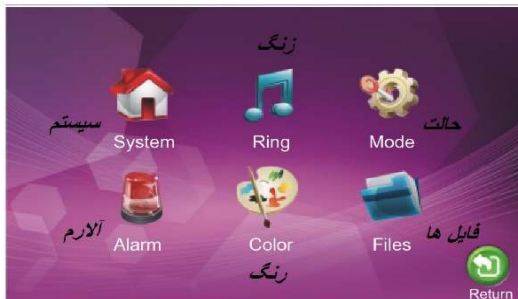 زنگ
سیستم
حالت
System
Ring
Mode
آلارم
فایل ها
Alarm
Color
Files
رنگ
Return